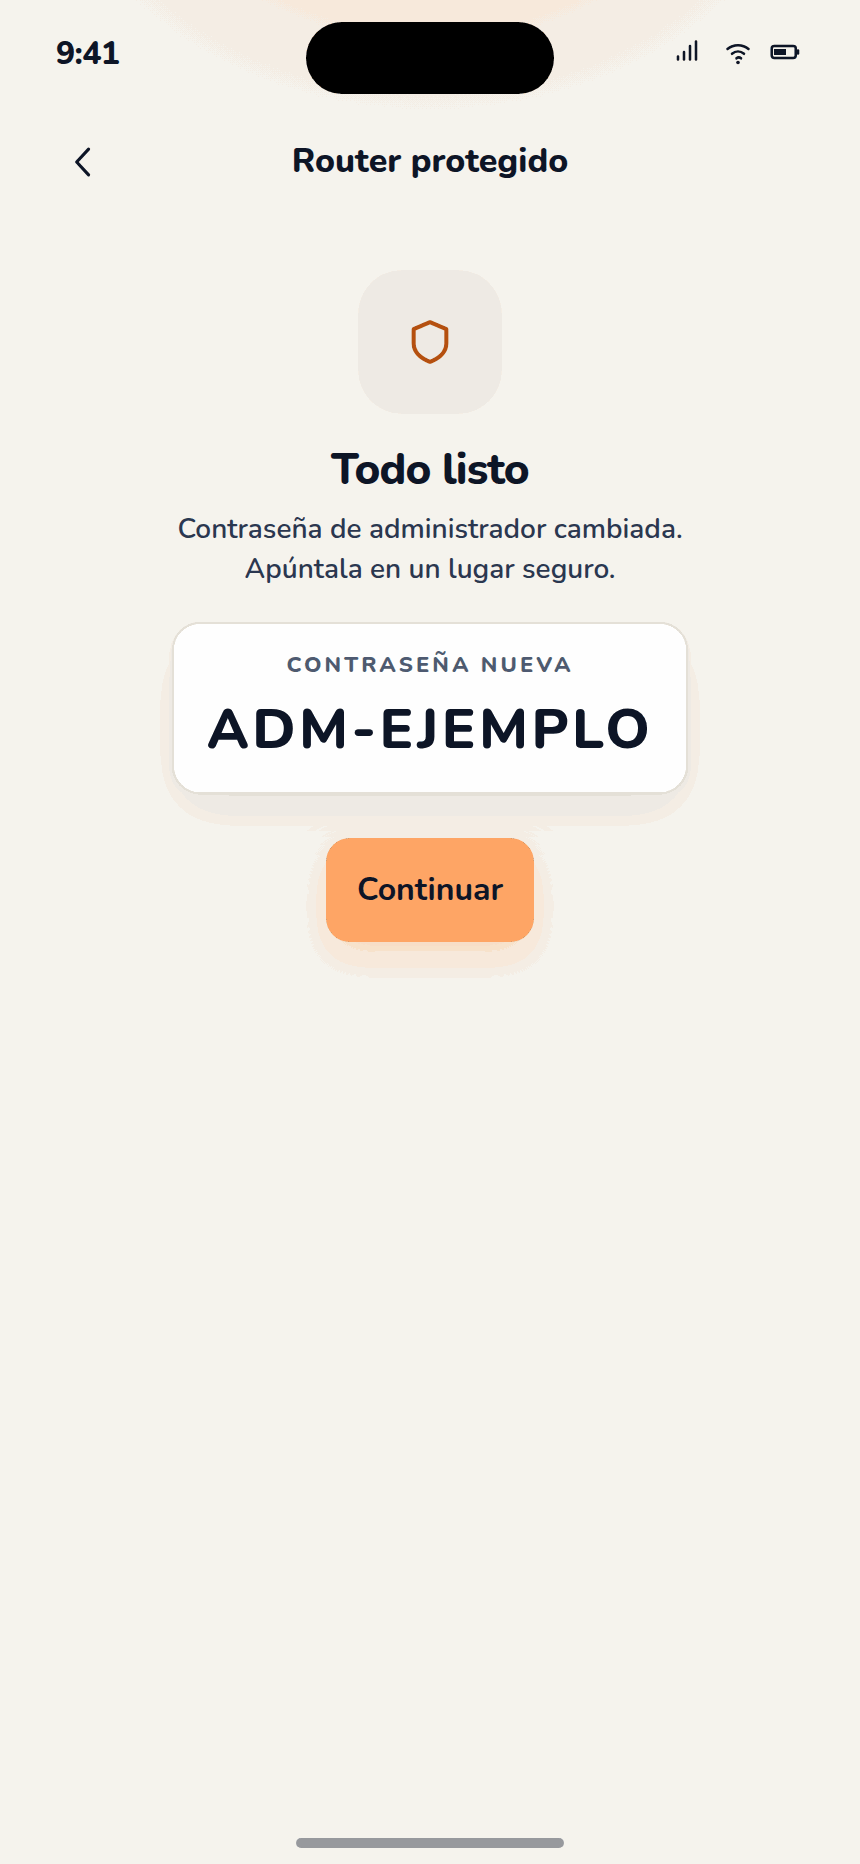 9:41
Router protegido
Todo listo
Contraseña de administrador cambiada.
Apúntala en un lugar seguro.
CONTRASEÑA NUEVA
ADM-EJEMPLO
Continuar